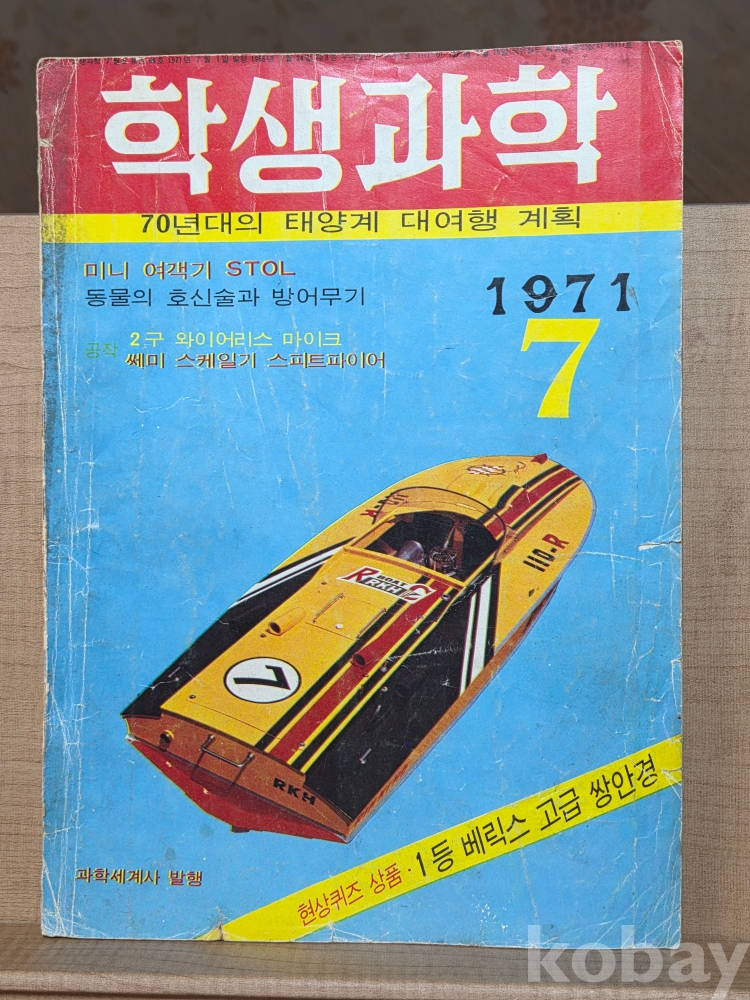 학생과학
70년대의 태양계 대여행 계획
미니 여객기 STOL
동물의 호신술과 방어무기
1971
7
공작
2구 와이어리스 마이크
쎄미 스케일기 스피트파이어
110-R
BOAT
RKH
7
RKH
현상퀴즈 상품·1등 베릭스 고급 쌍안경
과학세계사 발행
kobay